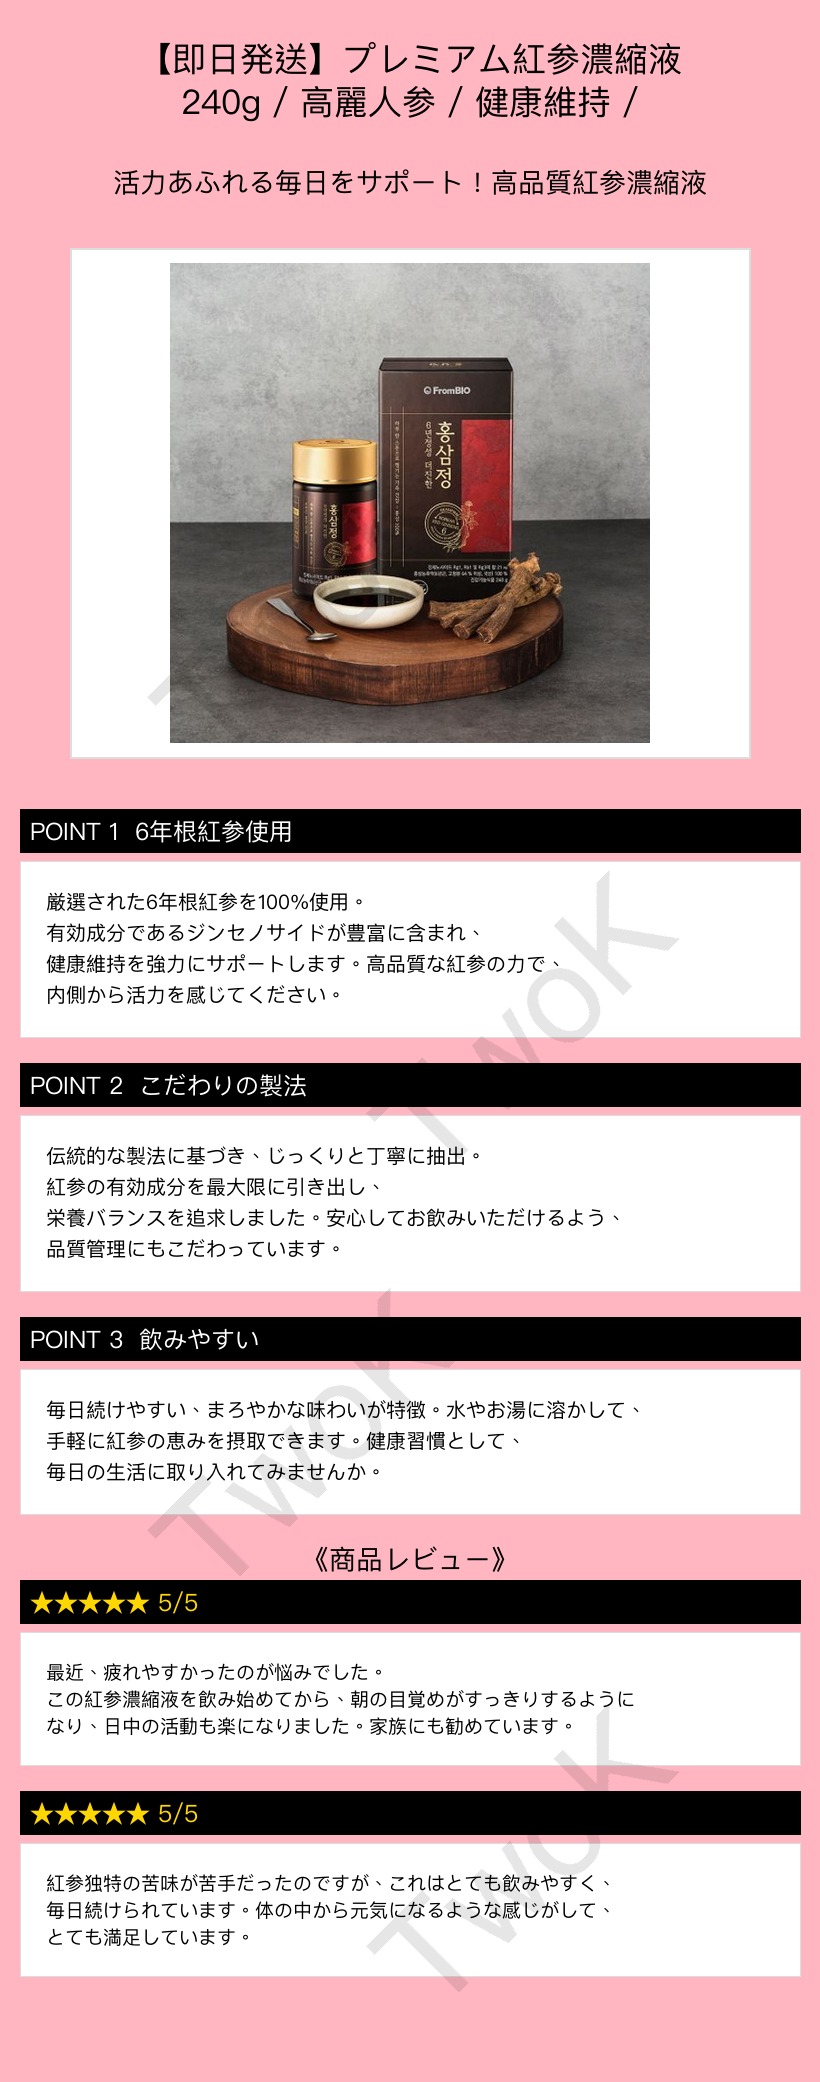 【即日発送】プレミアム紅参濃縮液
240g / 高麗人参 / 健康維持 /
活力あふれる毎日をサポート！高品質紅参濃縮液
FromBIO
홍삼정
6년정성 더진한
홍삼정
POINT 1 6年根紅参使用
厳選された6年根紅参を100%使用。
有効成分であるジンセノサイドが豊富に含まれ、
健康維持を強力にサポートします。高品質な紅参の力で、
内側から活力を感じてください。
POINT 2 こだわりの製法
伝統的な製法に基づき、じっくりと丁寧に抽出。
紅参の有効成分を最大限に引き出し、
栄養バランスを追求しました。安心してお飲みいただけるよう、
品質管理にもこだわっています。
POINT 3 飲みやすい
毎日続けやすい、まろやかな味わいが特徴。水やお湯に溶かして、
手軽に紅参の恵みを摂取できます。健康習慣として、
毎日の生活に取り入れてみませんか。
《商品レビュー》
★★★★★ 5/5
最近、疲れやすかったのが悩みでした。
この紅参濃縮液を飲み始めてから、朝の目覚めがすっきりするように
なり、日中の活動も楽になりました。家族にも勧めています。
★★★★★ 5/5
紅参独特の苦味が苦手だったのですが、これはとても飲みやすく、
毎日続けられています。体の中から元気になるような感じがして、
とても満足しています。
TwoK
TwoK
TwoK